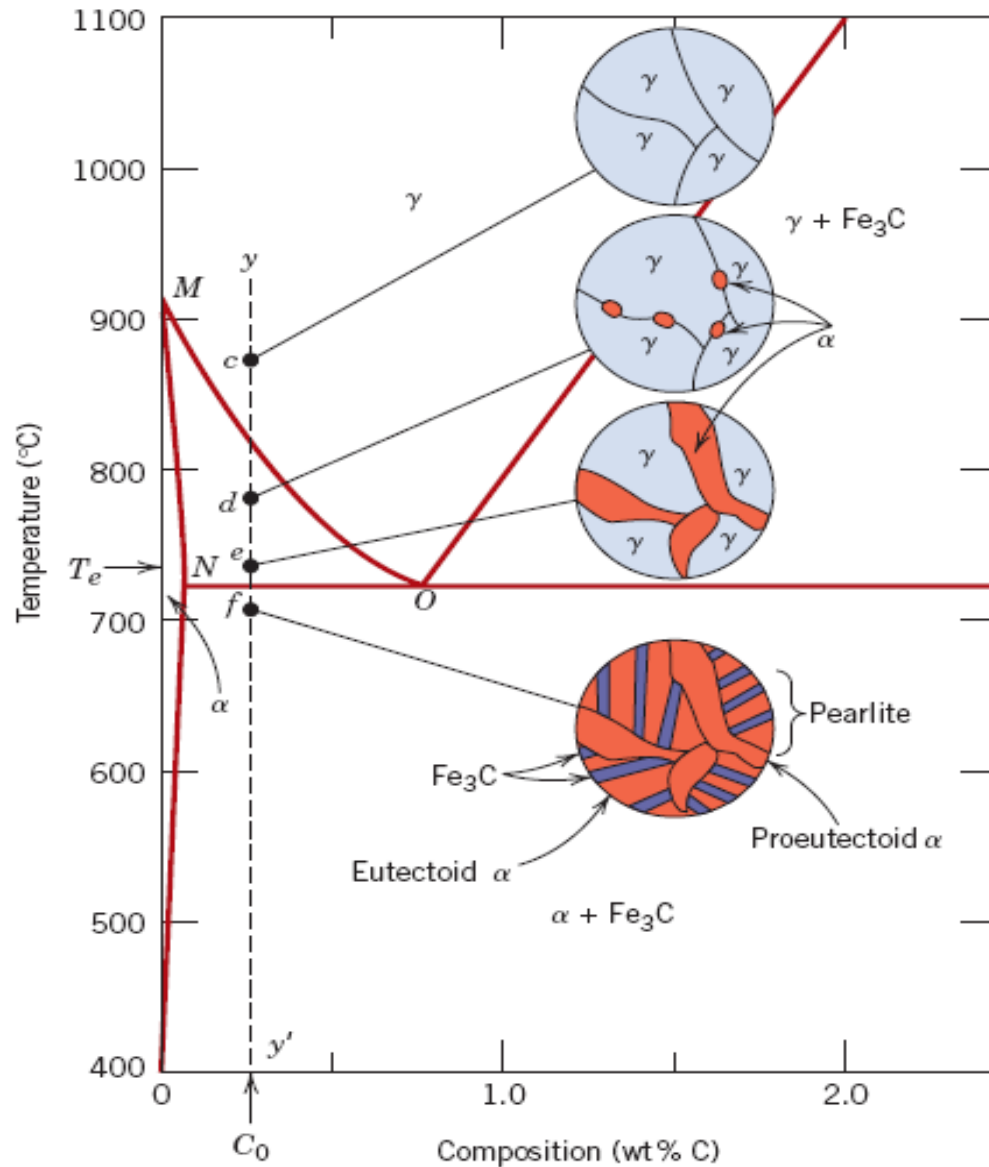 1100
1000
900
800
700
600
500
400
Temperature (°C)
0
1.0
2.0
Composition (wt% C)
C₀
y
y′
M
N
O
c
d
e
f
Tₑ
γ
γ + Fe₃C
α
γ γ γ γ
γ γ γ γ
α
γ γ γ γ
Pearlite
Fe₃C
Proeutectoid α
Eutectoid α
α + Fe₃C